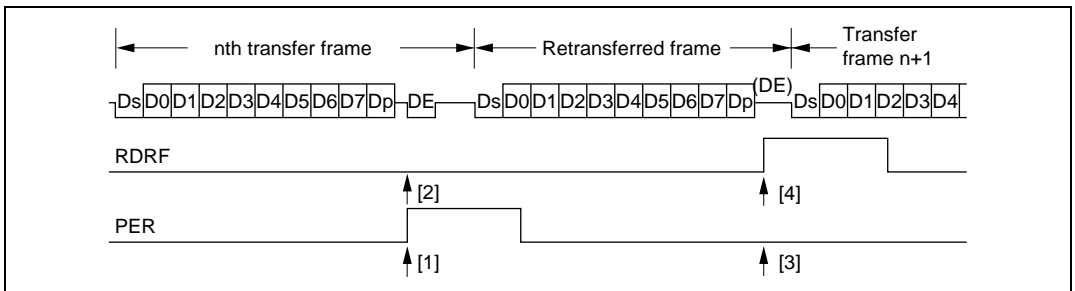 nth transfer frame
Retransferred frame
Transfer
frame n+1
Ds D0 D1 D2 D3 D4 D5 D6 D7 Dp DE Ds D0 D1 D2 D3 D4 D5 D6 D7 Dp (DE) Ds D0 D1 D2 D3 D4
RDRF
[2] [4]
PER
[1] [3]